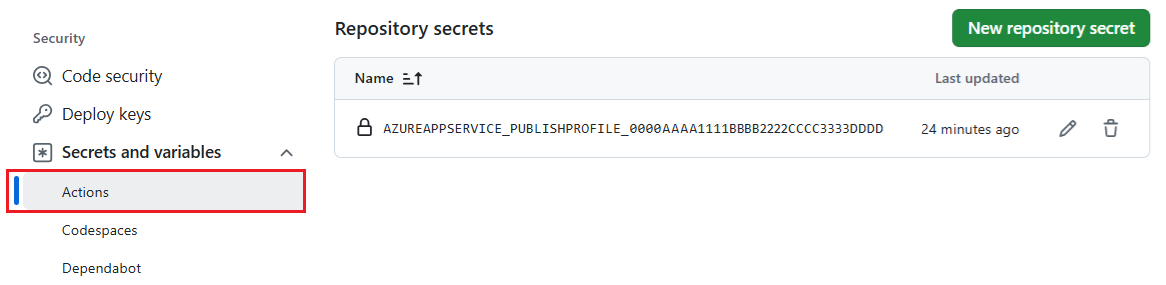 Security
Code security
Deploy keys
Secrets and variables
Actions
Codespaces
Dependabot
Repository secrets
New repository secret
Name
Last updated
AZUREAPPSERVICE_PUBLISHPROFILE_0000AAAA1111BBBB2222CCCC3333DDDD
24 minutes ago